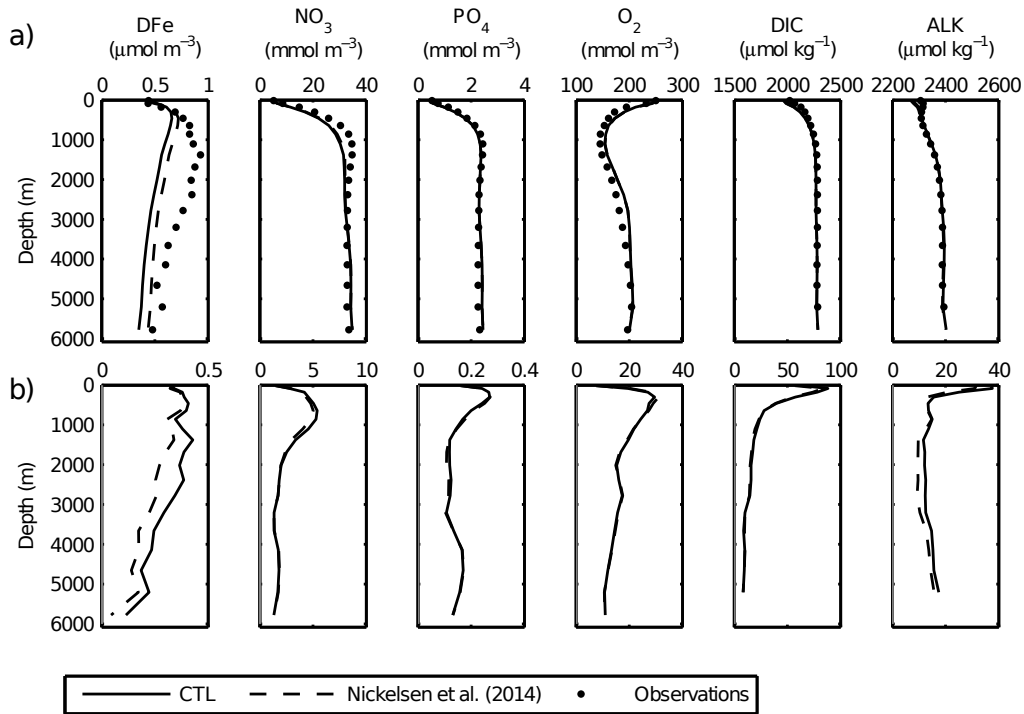 a)
DFe
(μmol m⁻³)
NO₃
(mmol m⁻³)
PO₄
(mmol m⁻³)
O₂
(mmol m⁻³)
DIC
(μmol kg⁻¹)
ALK
(μmol kg⁻¹)
0 0.5 1
0 20 40
0 2 4
100 200 300
1500 2000 2500
2200 2400 2600
0
1000
2000
3000
4000
5000
6000
Depth (m)
b)
0 0.5
0 5 10
0 0.2 0.4
0 20 40
0 50 100
0 20 40
0
1000
2000
3000
4000
5000
6000
Depth (m)
CTL
Nickelsen et al. (2014)
Observations